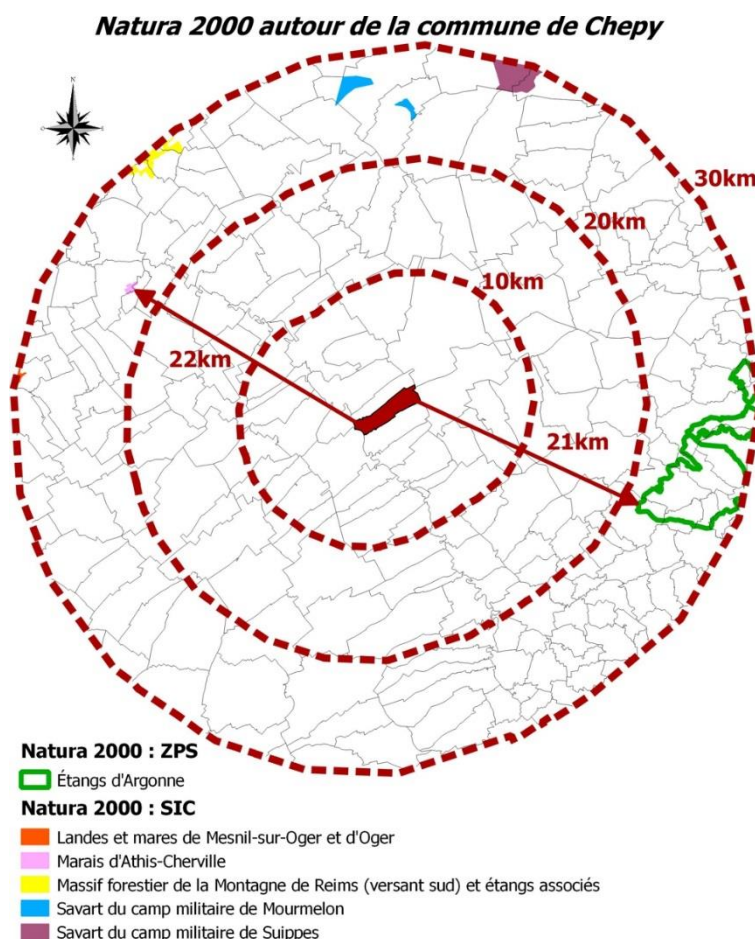 Natura 2000 autour de la commune de Chepy
30km
20km
10km
22km
21km
Natura 2000 : ZPS
Étangs d'Argonne
Natura 2000 : SIC
Landes et mares de Mesnil-sur-Oger et d'Oger
Marais d'Athis-Cherville
Massif forestier de la Montagne de Reims (versant sud) et étangs associés
Savart du camp militaire de Mourmelon
Savart du camp militaire de Suippes